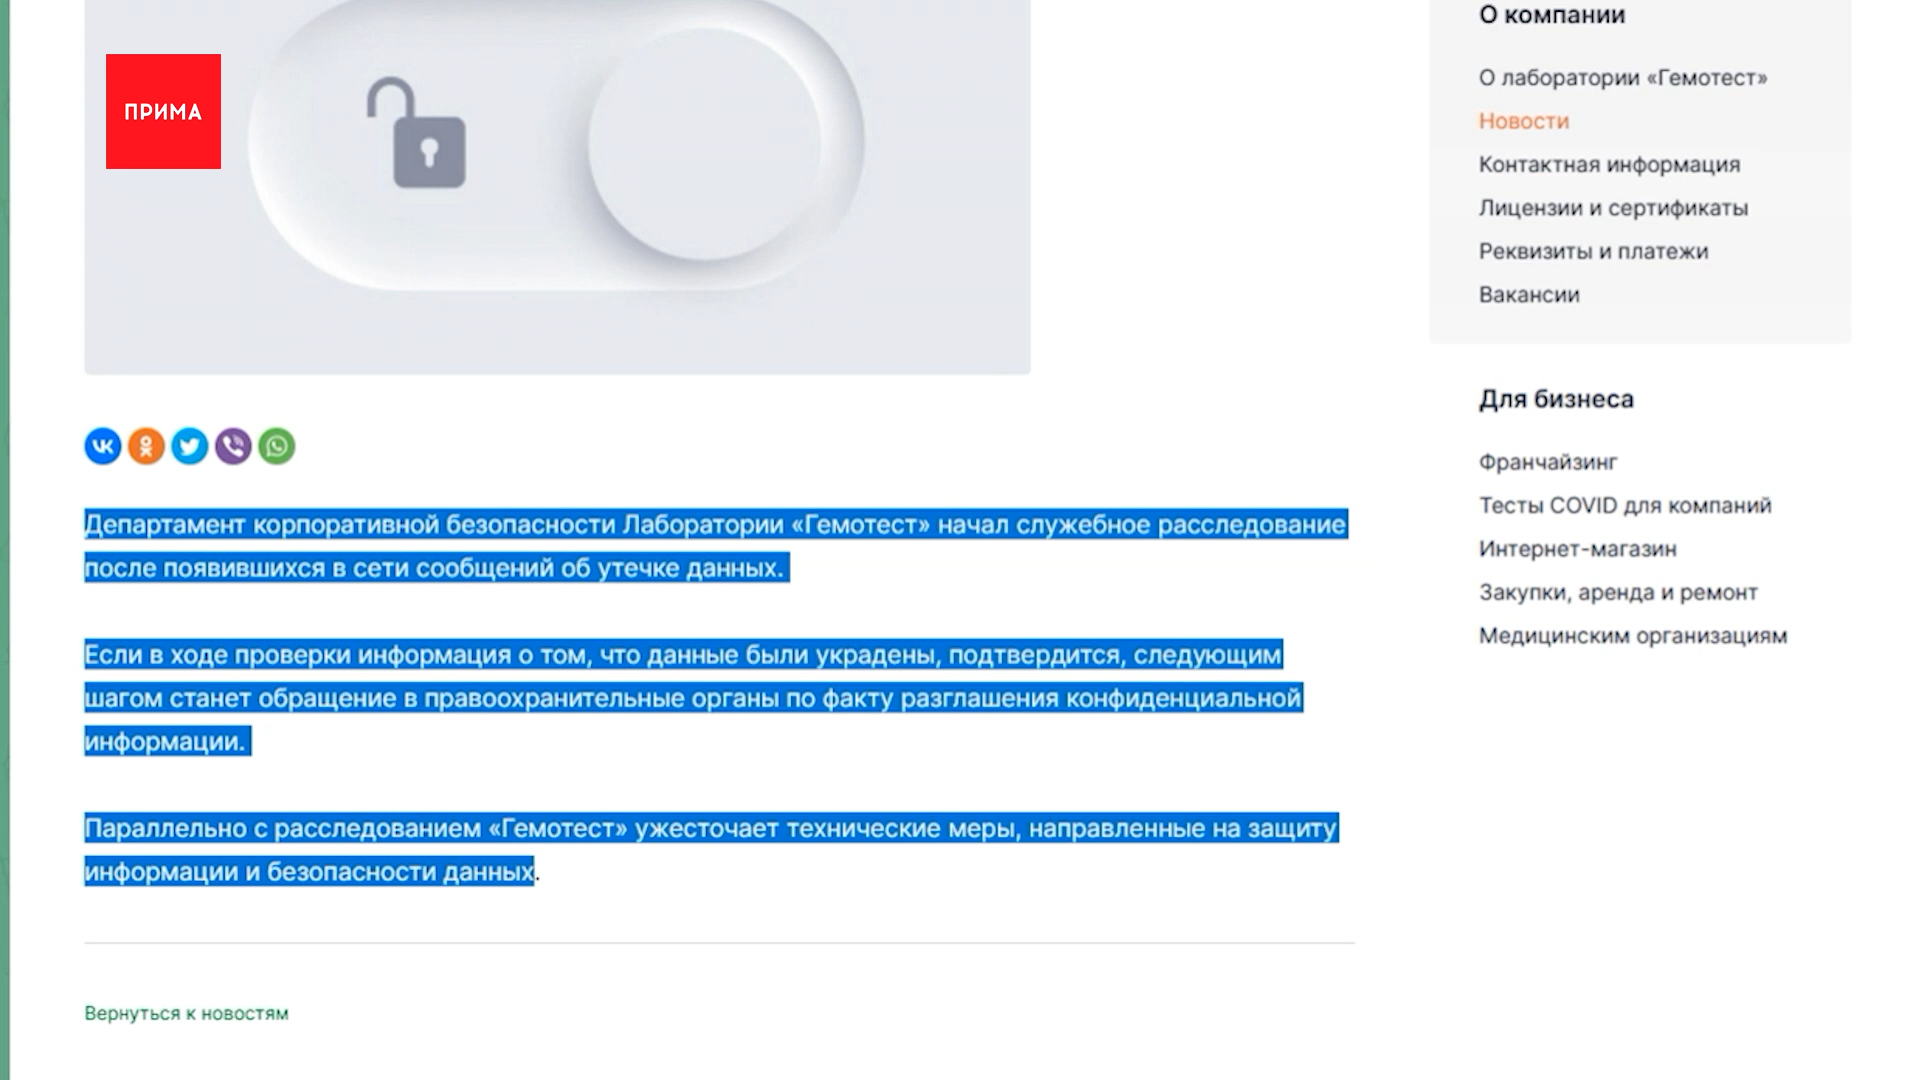 ПРИМА
Департамент корпоративной безопасности Лаборатории «Гемотест» начал служебное расследование
после появившихся в сети сообщений об утечке данных.
Если в ходе проверки информация о том, что данные были украдены, подтвердится, следующим
шагом станет обращение в правоохранительные органы по факту разглашения конфиденциальной
информации.
Параллельно с расследованием «Гемотест» ужесточает технические меры, направленные на защиту
информации и безопасности данных.
Вернуться к новостям
О компании
О лаборатории «Гемотест»
Новости
Контактная информация
Лицензии и сертификаты
Реквизиты и платежи
Вакансии
Для бизнеса
Франчайзинг
Тесты COVID для компаний
Интернет-магазин
Закупки, аренда и ремонт
Медицинским организациям